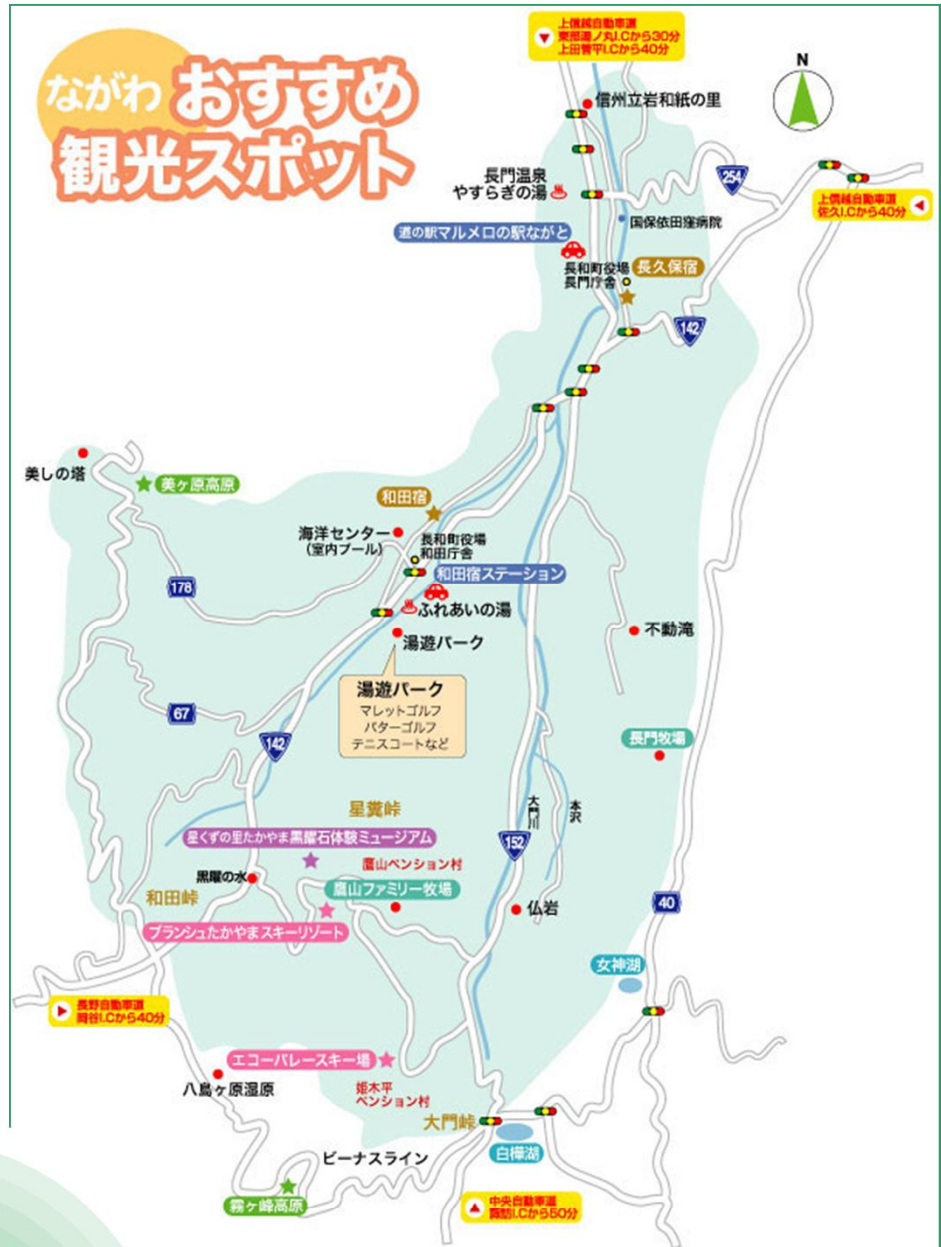 ながわ おすすめ
観光スポット
上信越自動車道
東部湯ノ丸I.Cから30分
上田菅平I.Cから40分
N
信州立岩和紙の里
長門温泉
やすらぎの湯
254
上信越自動車道
佐久I.Cから40分
国保依田窪病院
道の駅マルメロの駅ながと
長和町役場
長門庁舎
長久保宿
142
美しの塔
美ヶ原高原
和田宿
海洋センター
(室内プール)
長和町役場
和田庁舎
和田宿ステーション
178
ふれあいの湯
不動滝
湯遊パーク
湯遊パーク
マレットゴルフ
パターゴルフ
テニスコートなど
67
142
長門牧場
星糞峠
大門川
本沢
星くずの里たかやま黒耀石体験ミュージアム
152
鷹山ペンション村
黒耀の水
鷹山ファミリー牧場
和田峠
仏岩
40
ブランシュたかやまスキーリゾート
女神湖
長野自動車道
岡谷I.Cから40分
エコーバレースキー場
八島ヶ原湿原
姫木平
ペンション村
大門峠
白樺湖
ビーナスライン
霧ヶ峰高原
中央自動車道
諏訪I.Cから50分